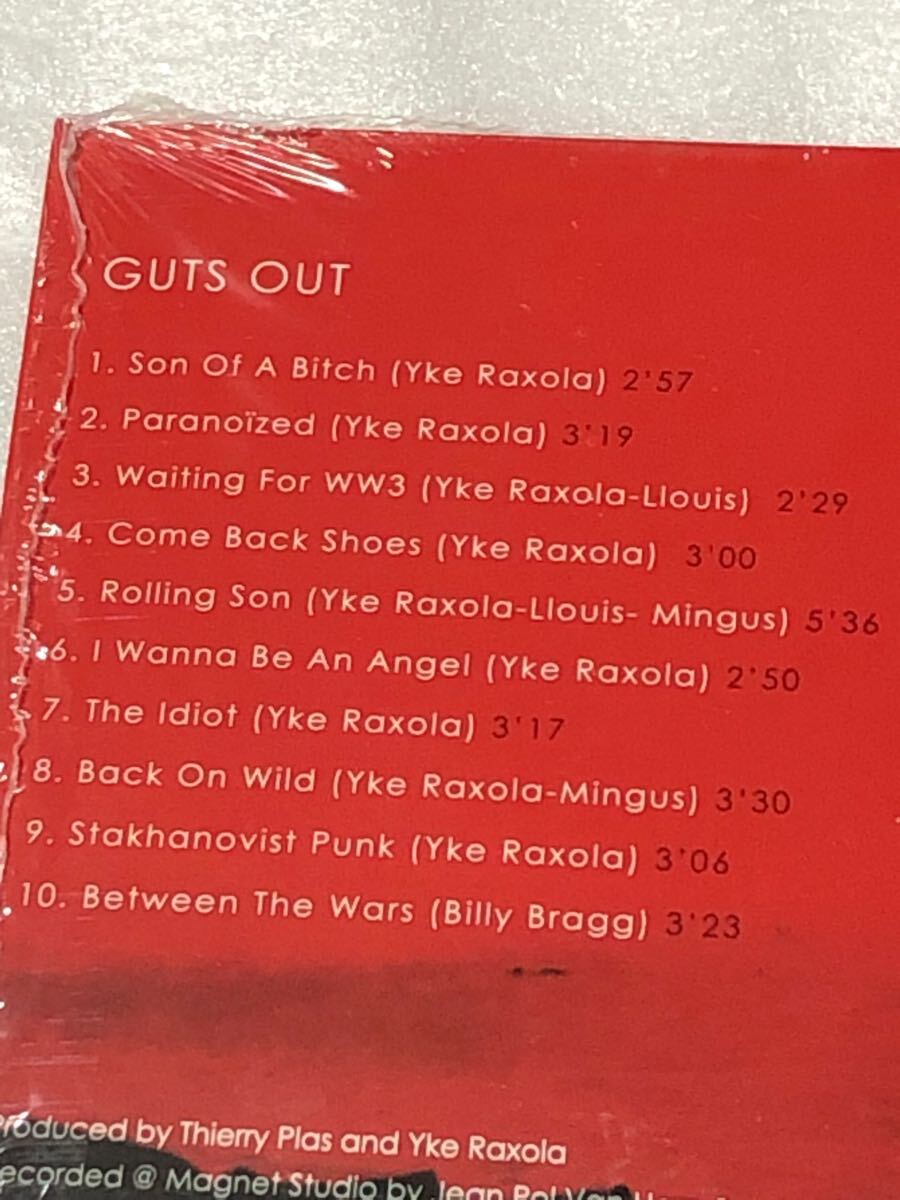 GUTS OUT
1. Son Of A Bitch (Yke Raxola) 2'57
2. Paranoïzed (Yke Raxola) 3'19
3. Waiting For WW3 (Yke Raxola-Llouis) 2'29
4. Come Back Shoes (Yke Raxola) 3'00
5. Rolling Son (Yke Raxola-Llouis- Mingus) 5'36
6. I Wanna Be An Angel (Yke Raxola) 2'50
7. The Idiot (Yke Raxola) 3'17
8. Back On Wild (Yke Raxola-Mingus) 3'30
9. Stakhanovist Punk (Yke Raxola) 3'06
10. Between The Wars (Billy Bragg) 3'23
roduced by Thierry Plas and Yke Raxola
ecorded @ Magnet Studio by Jean Pol Van